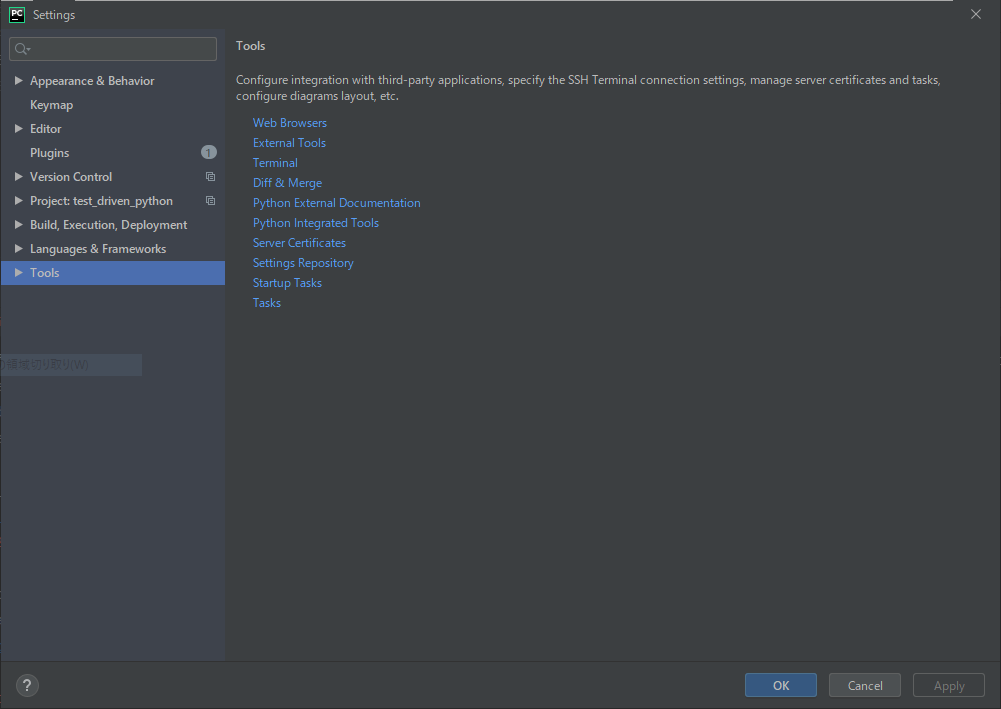 PC Settings
Tools
Configure integration with third-party applications, specify the SSH Terminal connection settings, manage server certificates and tasks,
configure diagrams layout, etc.
Appearance & Behavior
Keymap
Editor
Plugins 1
Version Control
Project: test_driven_python
Build, Execution, Deployment
Languages & Frameworks
Tools
Web Browsers
External Tools
Terminal
Diff & Merge
Python External Documentation
Python Integrated Tools
Server Certificates
Settings Repository
Startup Tasks
Tasks
領域切り取り(W)
?
OK
Cancel
Apply